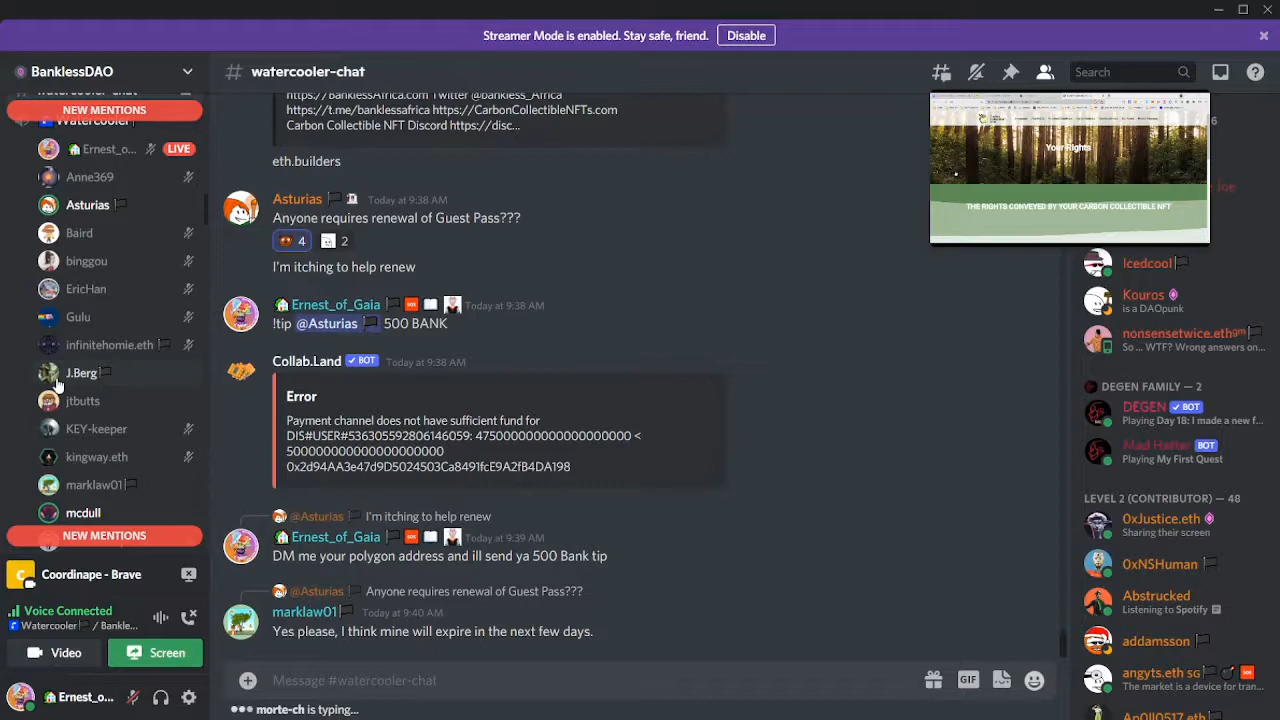 Streamer Mode is enabled. Stay safe, friend. Disable
BanklessDAO
# watercooler-chat
Search
NEW MENTIONS
Watercooler
Ernest_o... LIVE
Anne369
Asturias
Baird
binggou
EricHan
Gulu
infinitehomie.eth
J.Berg
jtbutts
KEY-keeper
kingway.eth
marklaw01
mcdull
NEW MENTIONS
Coordinape - Brave
Voice Connected
Watercooler / Bankle...
Video
Screen
Ernest_o...
https://BanklessAfrica.com Twitter @bankless_Africa
https://t.me/BanklessAfrica https://CarbonCollectibleNFTs.com
Carbon Collectible NFT Discord https://disc...
eth.builders
Asturias Today at 9:38 AM
Anyone requires renewal of Guest Pass???
4 2
I'm itching to help renew
Ernest_of_Gaia SOS Today at 9:38 AM
!tip @Asturias 500 BANK
Collab.Land BOT Today at 9:38 AM
Error
Payment channel does not have sufficient fund for
DIS#USER#536305592806146059: 475000000000000000000 <
500000000000000000000
0x2d94AA3e47d9D5024503Ca8491fcE9A2fB4DA198
@Asturias I'm itching to help renew
Ernest_of_Gaia SOS Today at 9:39 AM
DM me your polygon address and ill send ya 500 Bank tip
@Asturias Anyone requires renewal of Guest Pass???
marklaw01 Today at 9:40 AM
Yes please, I think mine will expire in the next few days.
Message #watercooler-chat
GIF
morte-ch is typing...
Your Rights
THE RIGHTS CONVEYED BY YOUR CARBON COLLECTIBLE NFT
Icedcool
Kouros
is a DAOpunk
nonsensetwice.eth gm
So ... WTF? Wrong answers on...
DEGEN FAMILY — 2
DEGEN BOT
Playing Day 18: I made a new f...
Mad Hatter BOT
Playing My First Quest
LEVEL 2 (CONTRIBUTOR) — 48
0xJustice.eth
Sharing their screen
0xNSHuman
Abstrucked
Listening to Spotify
addamsson
angyts.eth sG SOS
The market is a device for tran...
Ap0ll0517.eth